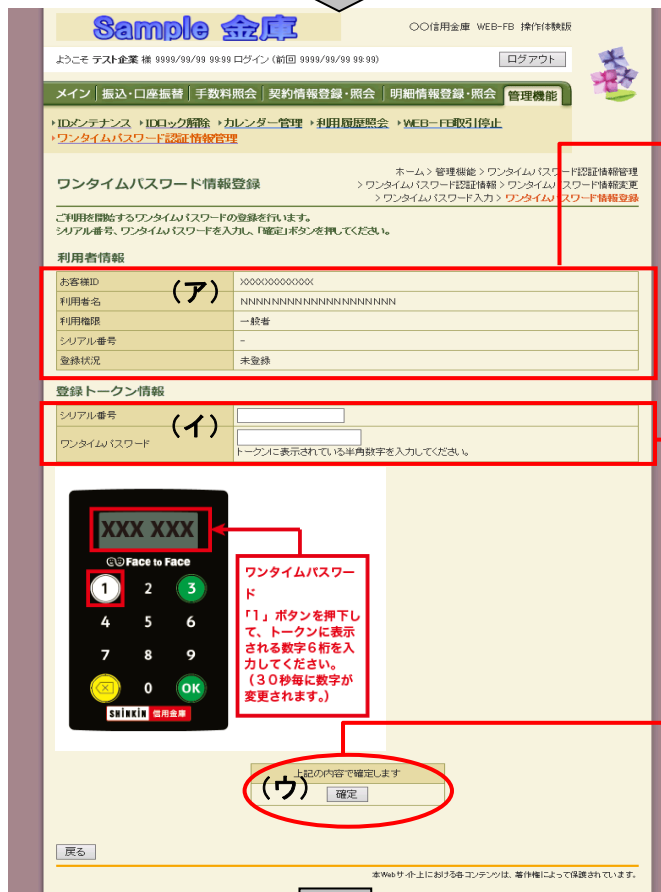 Sample 金庫
○○信用金庫 WEB-FB 操作体験版
ようこそ テスト企業 様 9999/99/99 99:99 ログイン (前回 9999/99/99 99:99)
ログアウト
メイン 振込・口座振替 手数料照会 契約情報登録・照会 明細情報登録・照会 管理機能
IDメンテナンス IDロック解除 カレンダー管理 利用履歴照会 WEB-FB取引停止
ワンタイムパスワード認証情報管理
ワンタイムパスワード情報登録
ホーム > 管理機能 > ワンタイムパスワード認証情報管理
> ワンタイムパスワード認証情報 > ワンタイムパスワード情報変更
> ワンタイムパスワード入力 > ワンタイムパスワード情報登録
ご利用を開始するワンタイムパスワードの登録を行います。
シリアル番号、ワンタイムパスワードを入力し、「確定」ボタンを押してください。
利用者情報
お客様ID XXXXXXXXXXXX
(ア)
利用者名 NNNNNNNNNNNNNNNNNNNN
利用権限 一般者
シリアル番号 -
登録状況 未登録
登録トークン情報
シリアル番号
(イ)
ワンタイムパスワード
トークンに表示されている半角数字を入力してください。
XXX XXX
Face to Face
1 2 3
4 5 6
7 8 9
0 OK
SHINKIN 信用金庫
ワンタイムパスワー
ド
「1」ボタンを押下し
て、トークンに表示
される数字6桁を入
力してください。
(30秒毎に数字が
変更されます。)
上記の内容で確定します
(ウ) 確定
戻る
本Webサイト上における各コンテンツは、著作権によって保護されています。